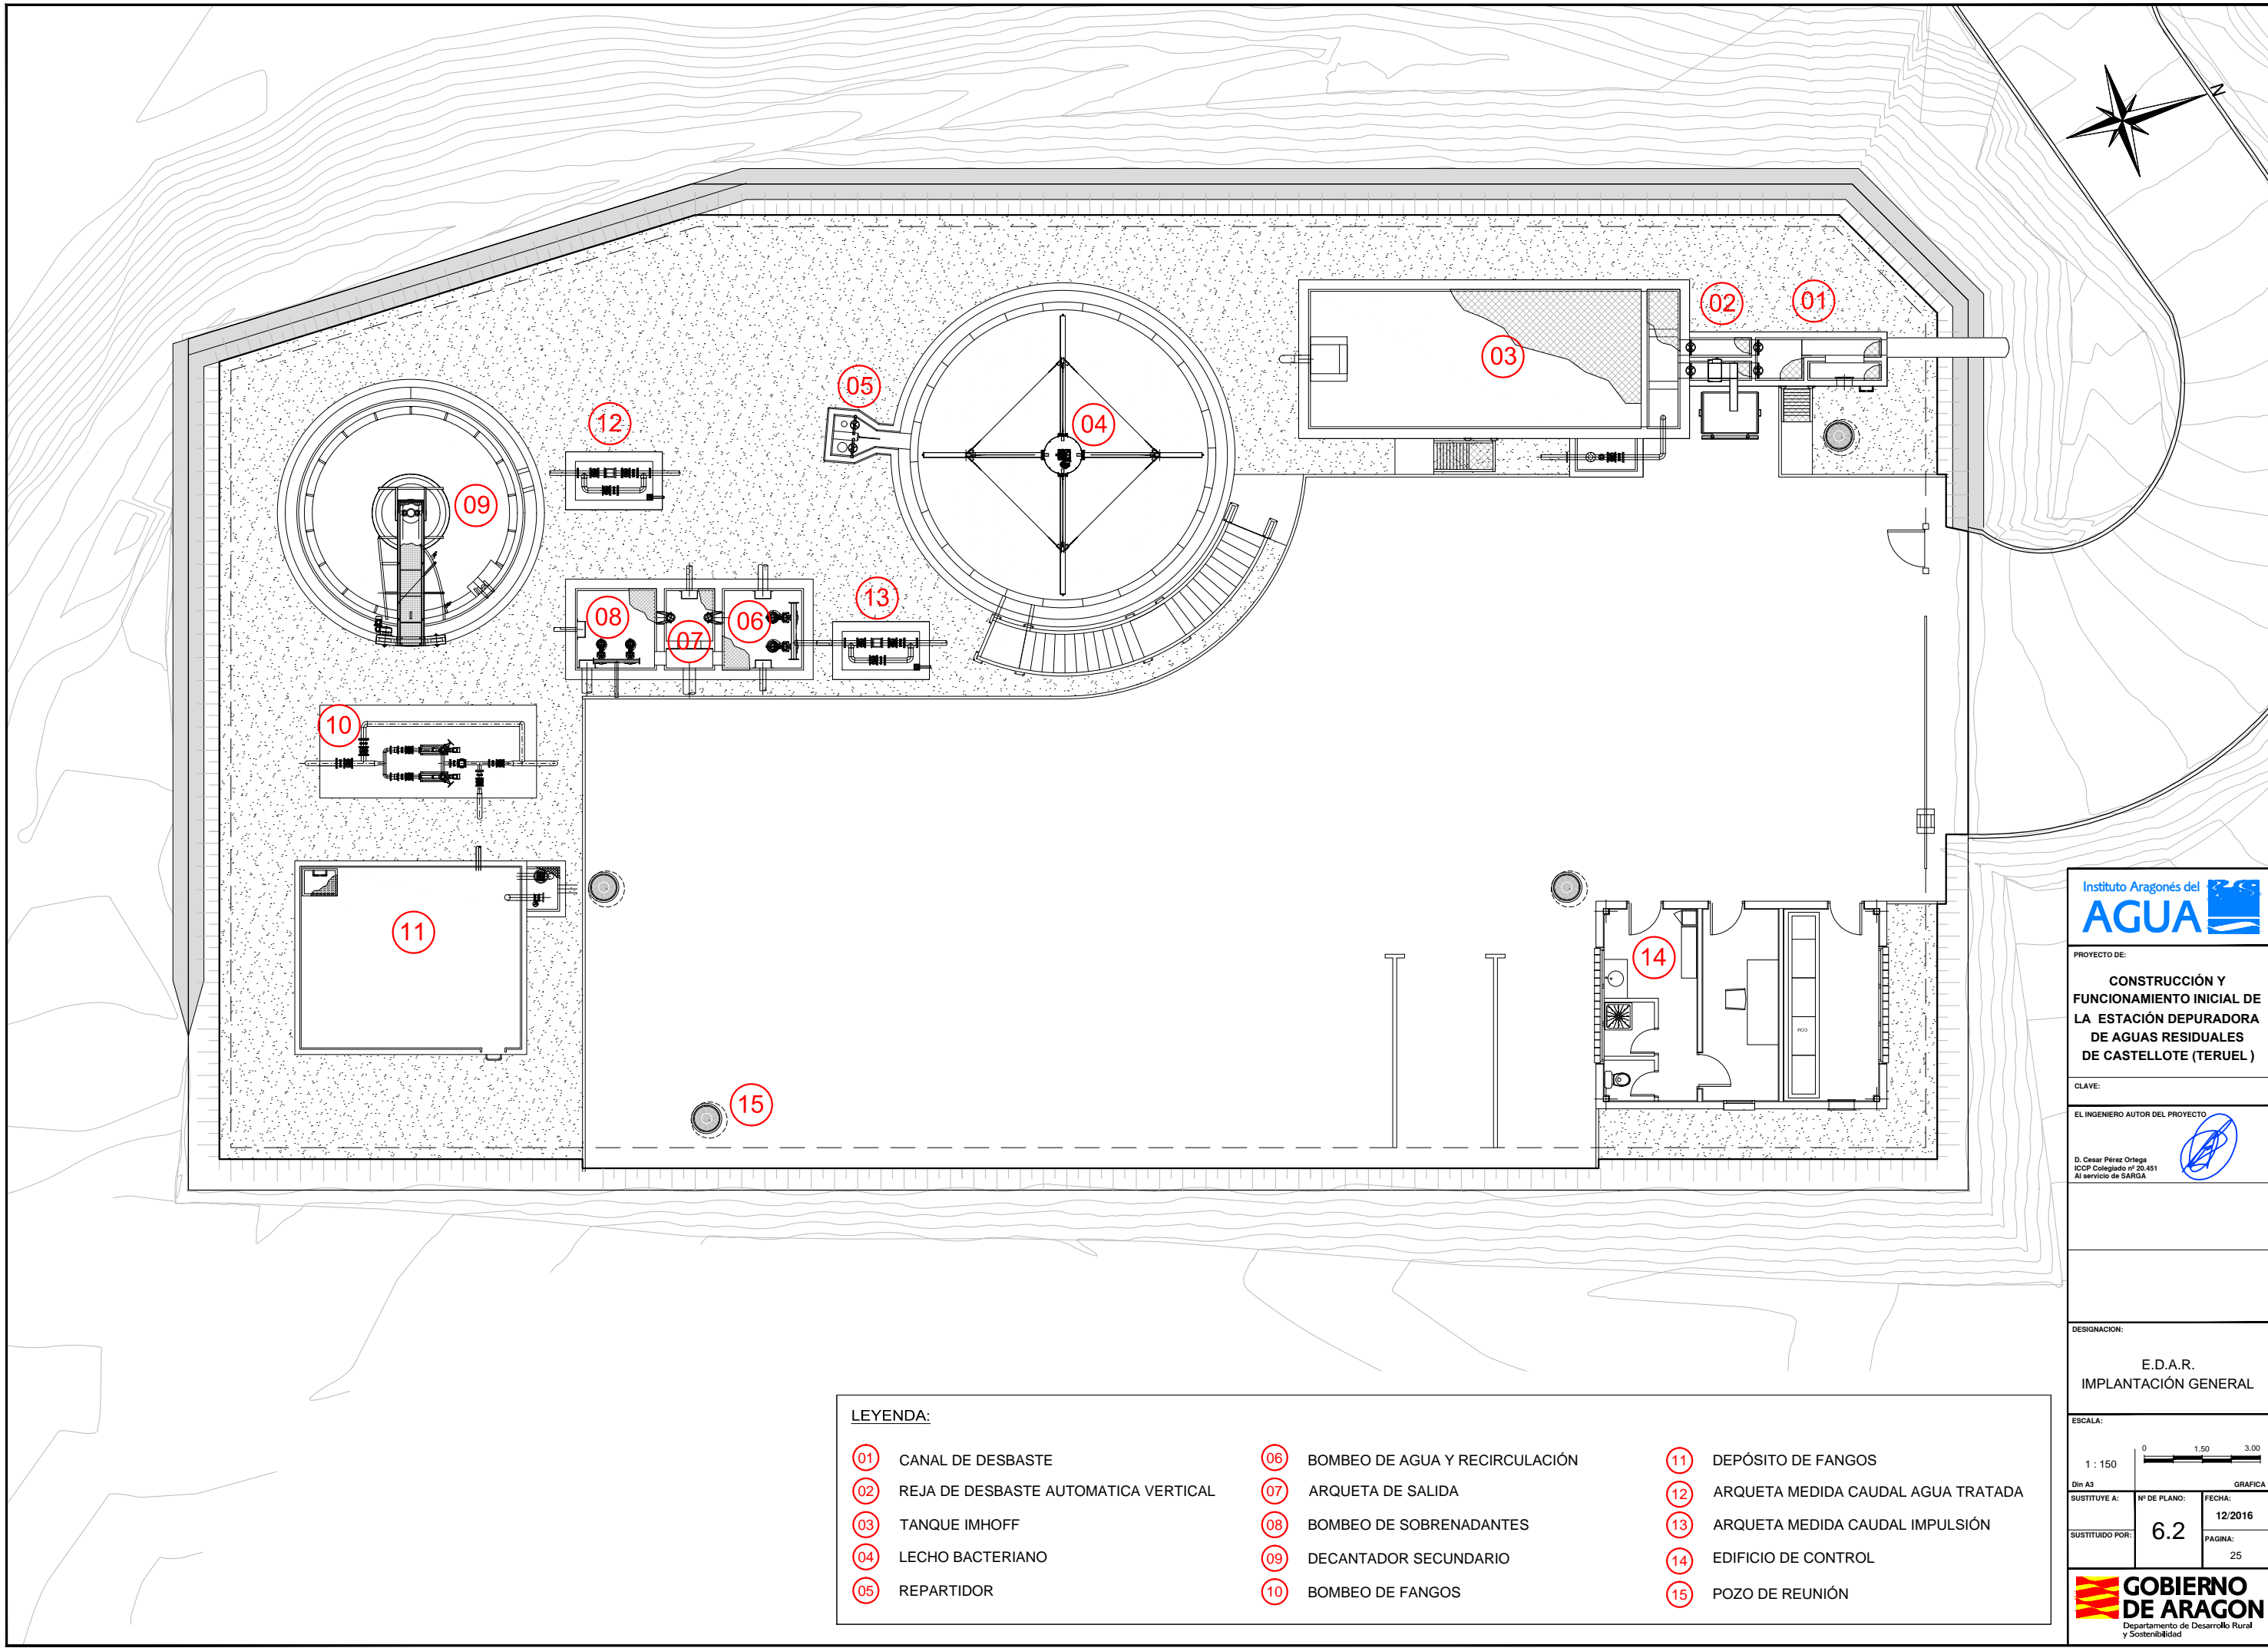 N
01
02
03
04
05
12
09
13
08
07
06
10
11
14
15
Instituto Aragonés del
AGUA
PROYECTO DE:
CONSTRUCCIÓN Y
FUNCIONAMIENTO INICIAL DE
LA ESTACIÓN DEPURADORA
DE AGUAS RESIDUALES
DE CASTELLOTE (TERUEL )
CLAVE:
EL INGENIERO AUTOR DEL PROYECTO
D. Cesar Pérez Ortega
ICCP Colegiado nº 20.451
Al servicio de SARGA
DESIGNACION:
E.D.A.R.
IMPLANTACIÓN GENERAL
ESCALA:
0 1.50 3.00
1 : 150
Din A3 GRAFICA
SUSTITUYE A:
Nº DE PLANO:
FECHA:
12/2016
SUSTITUIDO POR:
6.2
PAGINA:
25
GOBIERNO
DE ARAGON
Departamento de Desarrollo Rural
y Sostenibilidad
LEYENDA:
01 CANAL DE DESBASTE
02 REJA DE DESBASTE AUTOMATICA VERTICAL
03 TANQUE IMHOFF
04 LECHO BACTERIANO
05 REPARTIDOR
06 BOMBEO DE AGUA Y RECIRCULACIÓN
07 ARQUETA DE SALIDA
08 BOMBEO DE SOBRENADANTES
09 DECANTADOR SECUNDARIO
10 BOMBEO DE FANGOS
11 DEPÓSITO DE FANGOS
12 ARQUETA MEDIDA CAUDAL AGUA TRATADA
13 ARQUETA MEDIDA CAUDAL IMPULSIÓN
14 EDIFICIO DE CONTROL
15 POZO DE REUNIÓN